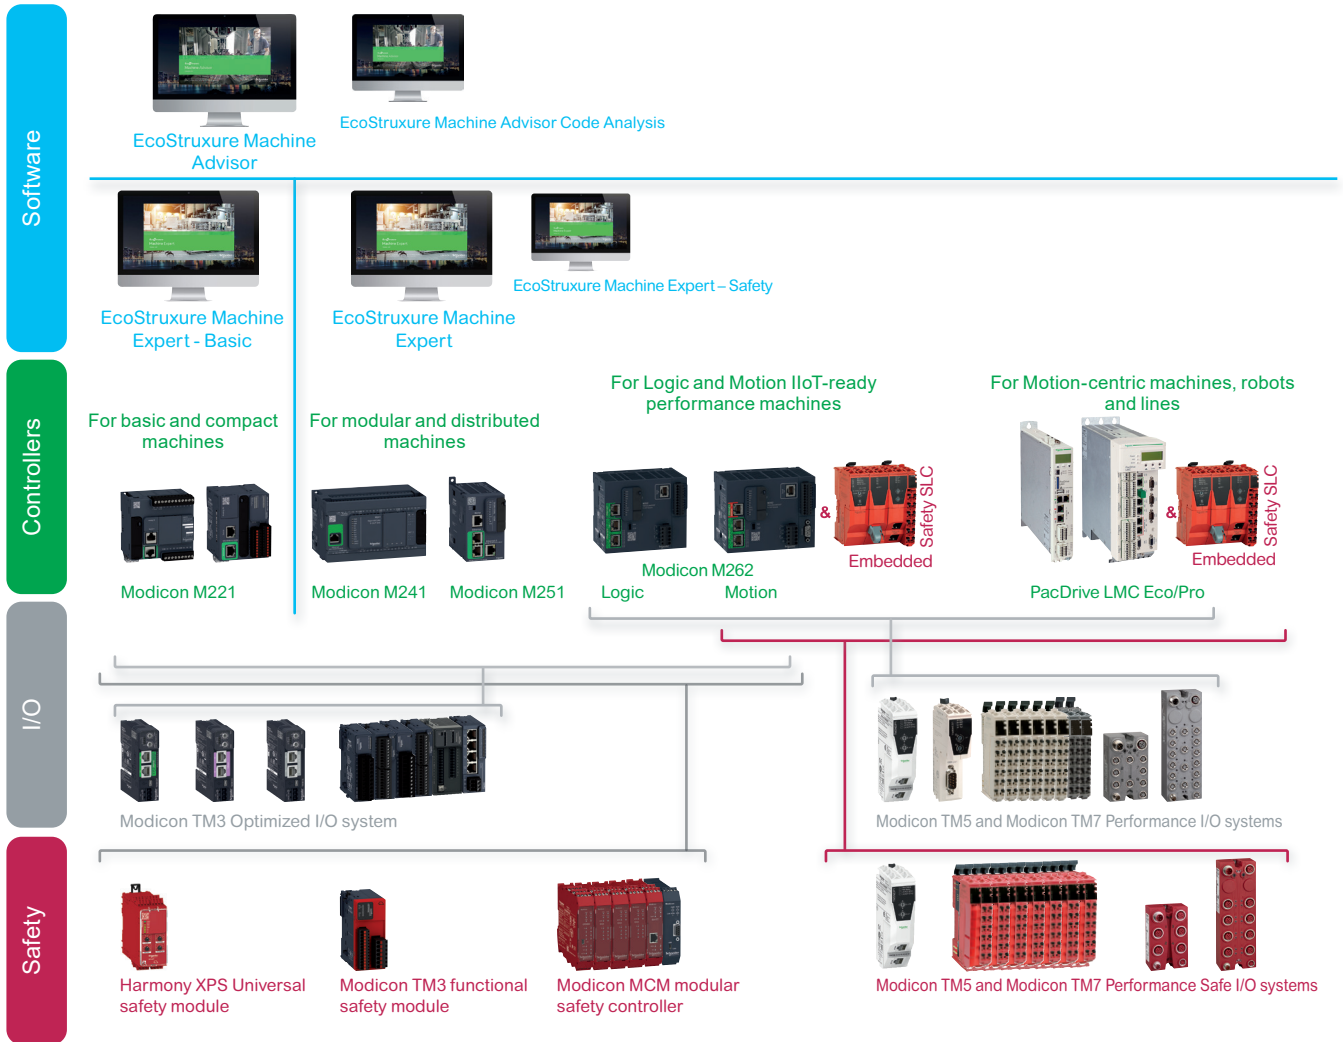 Software
EcoStruxure Machine
Advisor
EcoStruxure Machine Advisor Code Analysis
EcoStruxure Machine
Expert - Basic
EcoStruxure Machine
Expert
EcoStruxure Machine Expert – Safety
Controllers
For basic and compact
machines
For modular and distributed
machines
For Logic and Motion IIoT-ready
performance machines
For Motion-centric machines, robots
and lines
&
Safety SLC
Embedded
&
Safety SLC
Embedded
Modicon M221
Modicon M241
Modicon M251
Modicon M262
Logic
Motion
PacDrive LMC Eco/Pro
I/O
Modicon TM3 Optimized I/O system
Modicon TM5 and Modicon TM7 Performance I/O systems
Safety
Harmony XPS Universal
safety module
Modicon TM3 functional
safety module
Modicon MCM modular
safety controller
Modicon TM5 and Modicon TM7 Performance Safe I/O systems